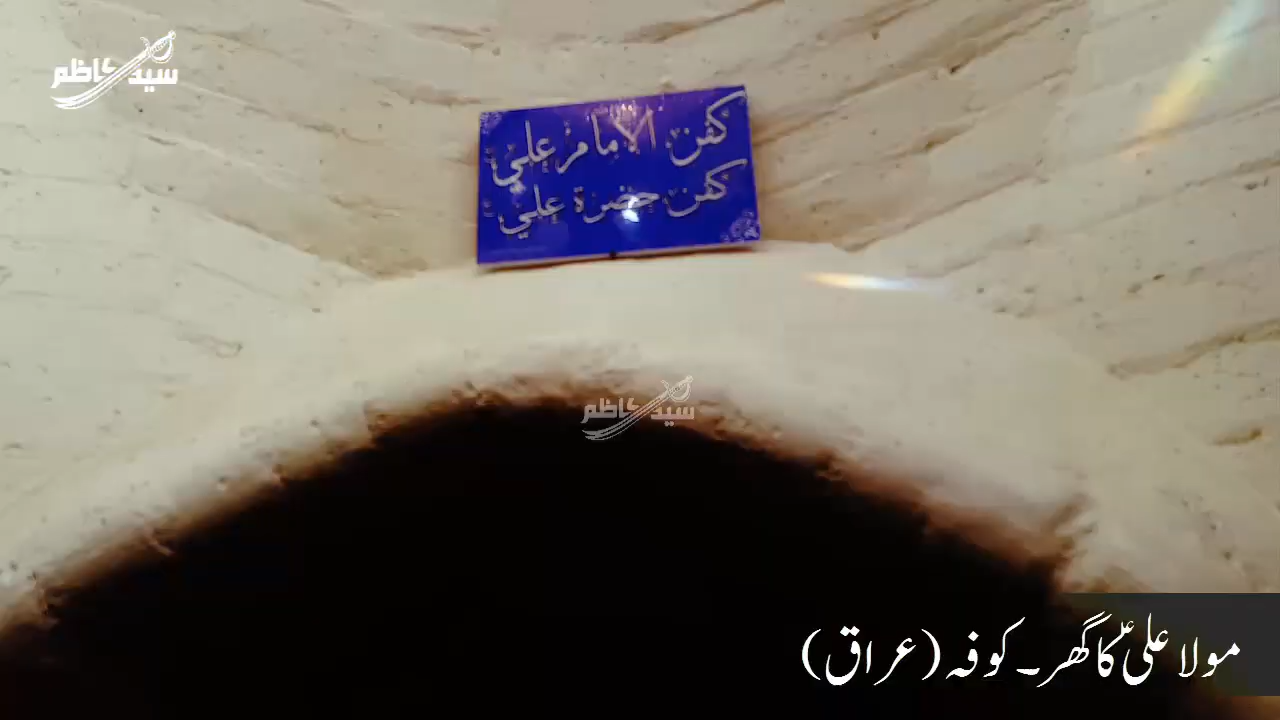 سید کاظم
كفن الامام علي
كفن حضرة علي
سید کاظم
مولا علیؑ کا گھر۔ کوفہ (عراق)